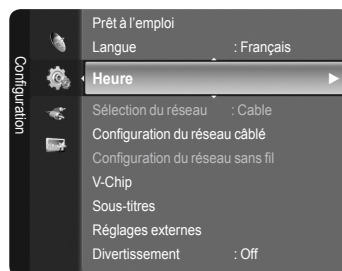 Configuration
Prêt à l'emploi
Langue : Français
Heure
Sélection du réseau : Cable
Configuration du réseau câblé
Configuration du réseau sans fil
V-Chip
Sous-titres
Réglages externes
Divertissement : Off